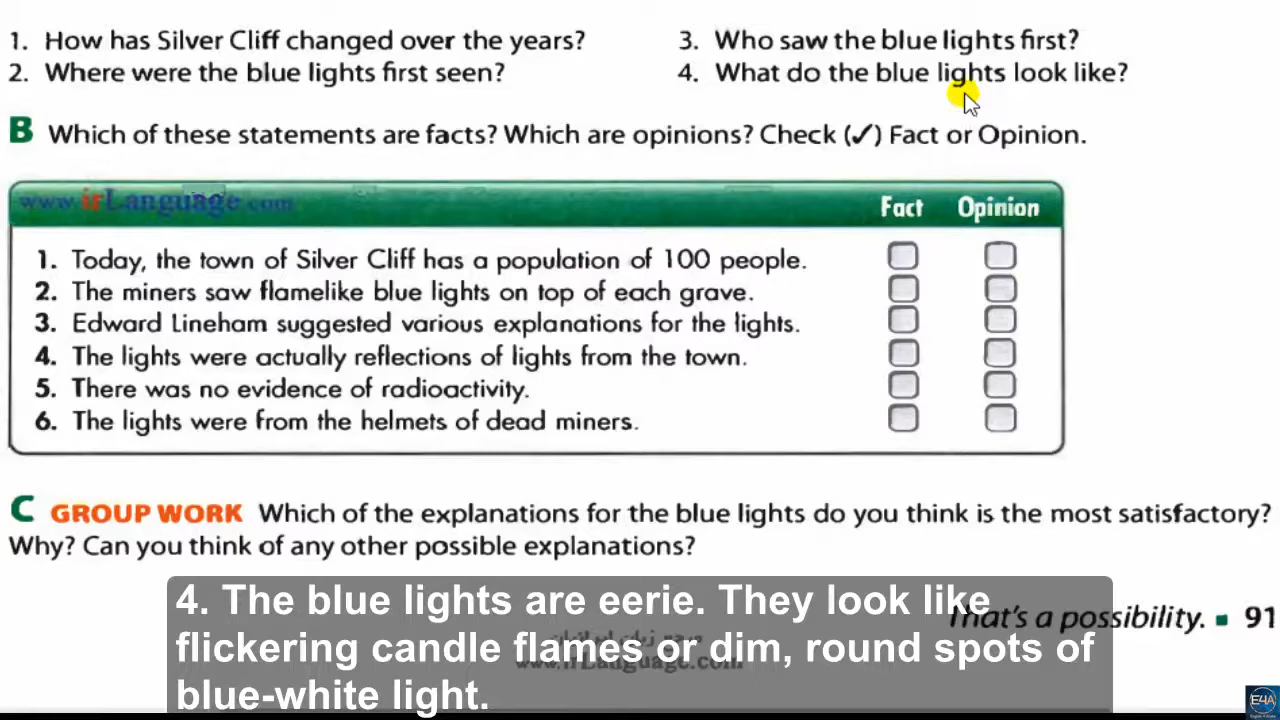 1. How has Silver Cliff changed over the years?
2. Where were the blue lights first seen?
3. Who saw the blue lights first?
4. What do the blue lights look like?
B Which of these statements are facts? Which are opinions? Check (✓) Fact or Opinion.
www.irLanguage.com
Fact Opinion
1. Today, the town of Silver Cliff has a population of 100 people.
2. The miners saw flamelike blue lights on top of each grave.
3. Edward Lineham suggested various explanations for the lights.
4. The lights were actually reflections of lights from the town.
5. There was no evidence of radioactivity.
6. The lights were from the helmets of dead miners.
C GROUP WORK Which of the explanations for the blue lights do you think is the most satisfactory?
Why? Can you think of any other possible explanations?
That's a possibility. ■ 91
4. The blue lights are eerie. They look like
flickering candle flames or dim, round spots of
blue-white light.
www.irLanguage.com
E4A